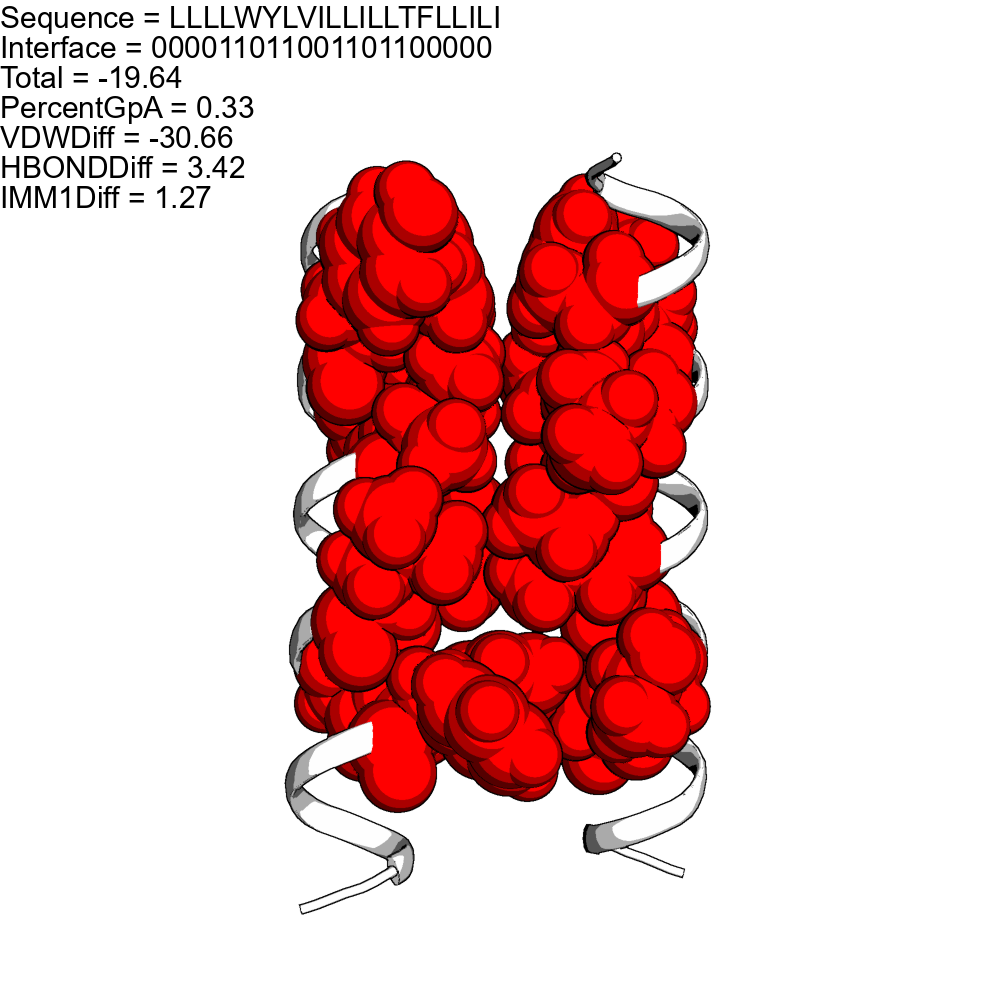 Sequence = LLLLWYLVILLILLTFLLILI
Interface = 000011011001101100000
Total = -19.64
PercentGpA = 0.33
VDWDiff = -30.66
HBONDDiff = 3.42
IMM1Diff = 1.27